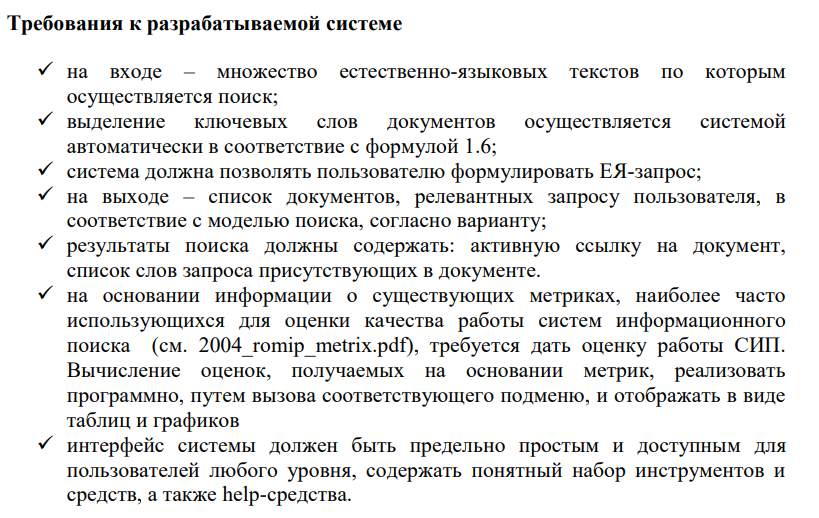 Требования к разрабатываемой системе
✓ на входе – множество естественно-языковых текстов по которым
осуществляется поиск;
✓ выделение ключевых слов документов осуществляется системой
автоматически в соответствие с формулой 1.6;
✓ система должна позволять пользователю формулировать ЕЯ-запрос;
✓ на выходе – список документов, релевантных запросу пользователя, в
соответствие с моделью поиска, согласно варианту;
✓ результаты поиска должны содержать: активную ссылку на документ,
список слов запроса присутствующих в документе.
✓ на основании информации о существующих метриках, наиболее часто
использующихся для оценки качества работы систем информационного
поиска (см. 2004_romip_metrix.pdf), требуется дать оценку работы СИП.
Вычисление оценок, получаемых на основании метрик, реализовать
программно, путем вызова соответствующего подменю, и отображать в виде
таблиц и графиков
✓ интерфейс системы должен быть предельно простым и доступным для
пользователей любого уровня, содержать понятный набор инструментов и
средств, а также help-средства.